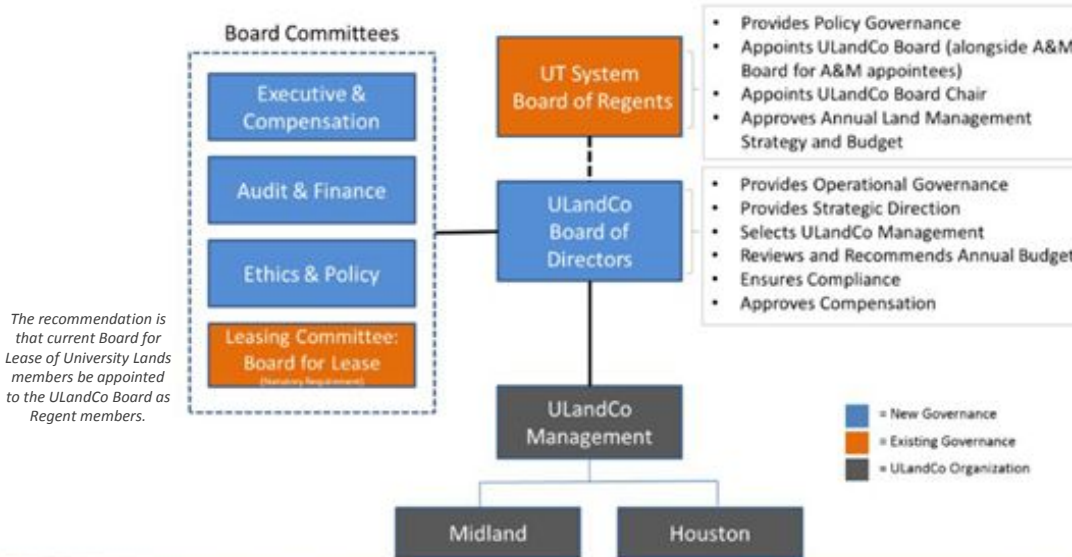 Board Committees
Executive &
Compensation
Audit & Finance
Ethics & Policy
Leasing Committee:
Board for Lease
(Statutory Requirement)
The recommendation is
that current Board for
Lease of University Lands
members be appointed
to the ULandCo Board as
Regent members.
UT System
Board of Regents
• Provides Policy Governance
• Appoints ULandCo Board (alongside A&M
Board for A&M appointees)
• Appoints ULandCo Board Chair
• Approves Annual Land Management
Strategy and Budget
ULandCo
Board of
Directors
• Provides Operational Governance
• Provides Strategic Direction
• Selects ULandCo Management
• Reviews and Recommends Annual Budget
• Ensures Compliance
• Approves Compensation
ULandCo
Management
Midland
Houston
= New Governance
= Existing Governance
= ULandCo Organization